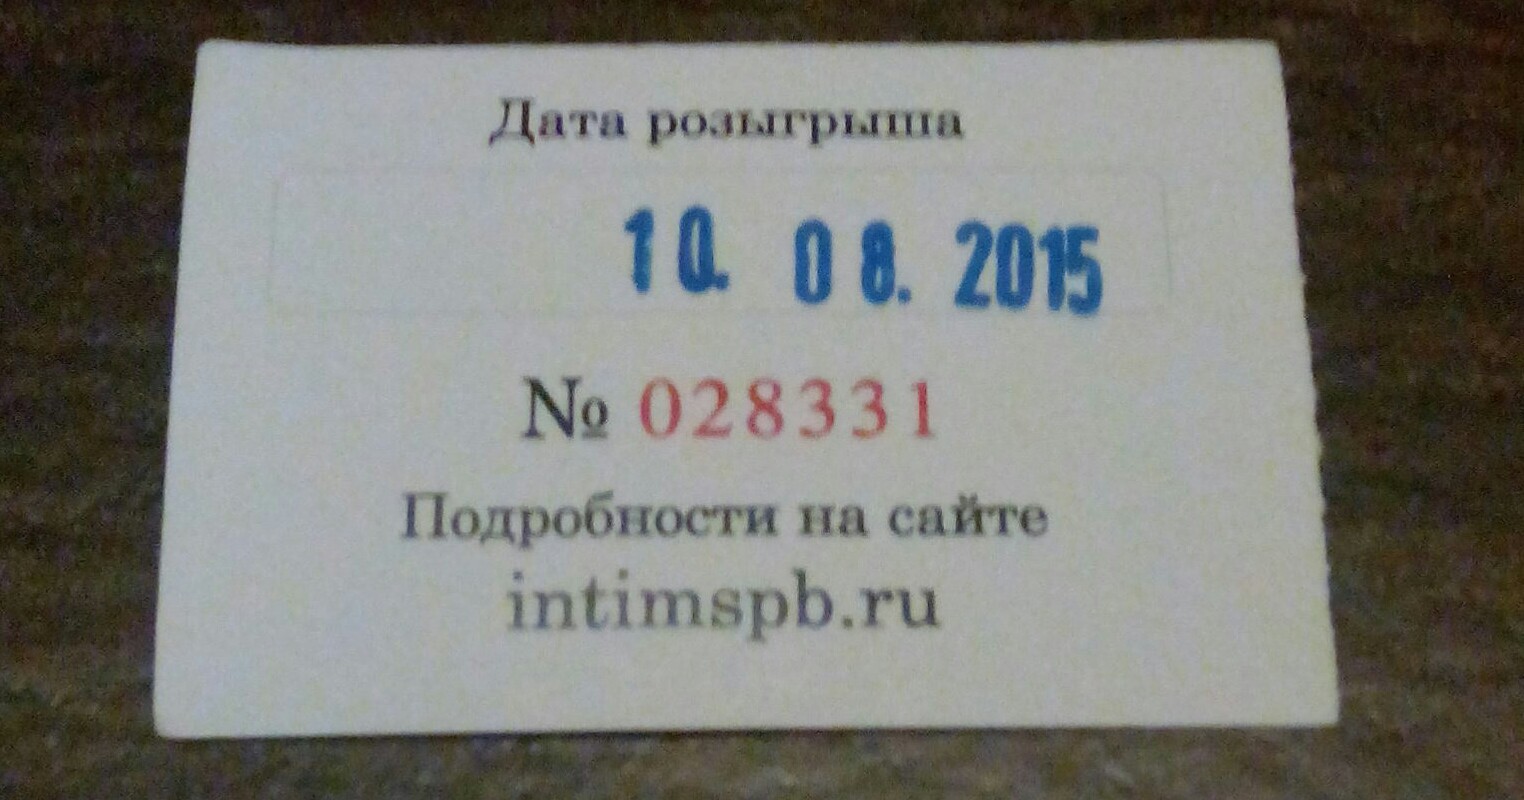 Дата розыгрыша
10. 08. 2015
№ 028331
Подробности на сайте
intimspb.ru